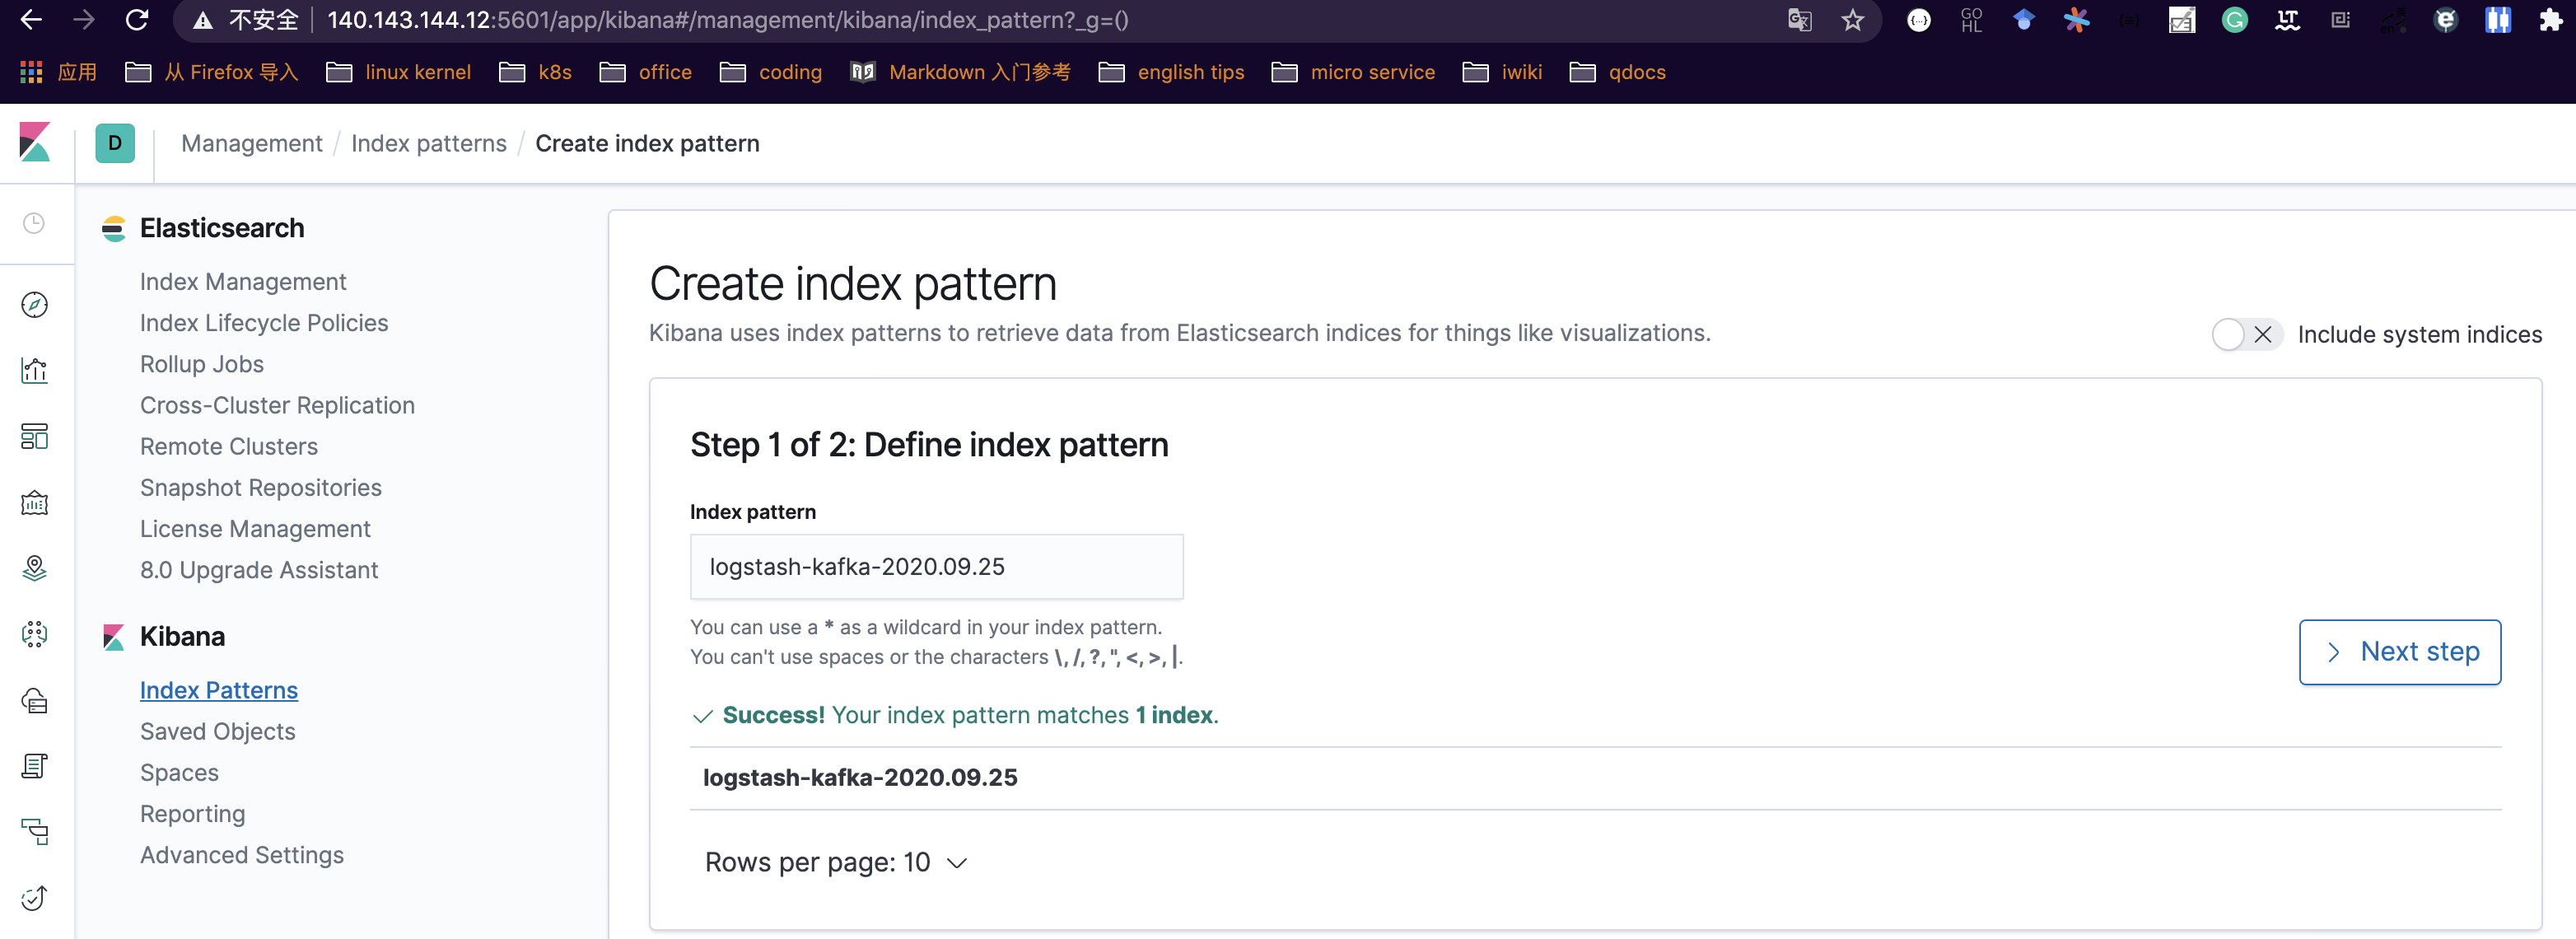 不安全 140.143.144.12:5601/app/kibana#/management/kibana/index_pattern?_g=()
GO
HL
应用 从 Firefox 导入 linux kernel k8s office coding Markdown 入门参考 english tips micro service iwiki qdocs
D Management / Index patterns / Create index pattern
Elasticsearch
Index Management
Index Lifecycle Policies
Rollup Jobs
Cross-Cluster Replication
Remote Clusters
Snapshot Repositories
License Management
8.0 Upgrade Assistant
Kibana
Index Patterns
Saved Objects
Spaces
Reporting
Advanced Settings
Create index pattern
Kibana uses index patterns to retrieve data from Elasticsearch indices for things like visualizations.
Include system indices
Step 1 of 2: Define index pattern
Index pattern
logstash-kafka-2020.09.25
You can use a * as a wildcard in your index pattern.
You can't use spaces or the characters \, /, ?, ", <, >, |.
Next step
Success! Your index pattern matches 1 index.
logstash-kafka-2020.09.25
Rows per page: 10